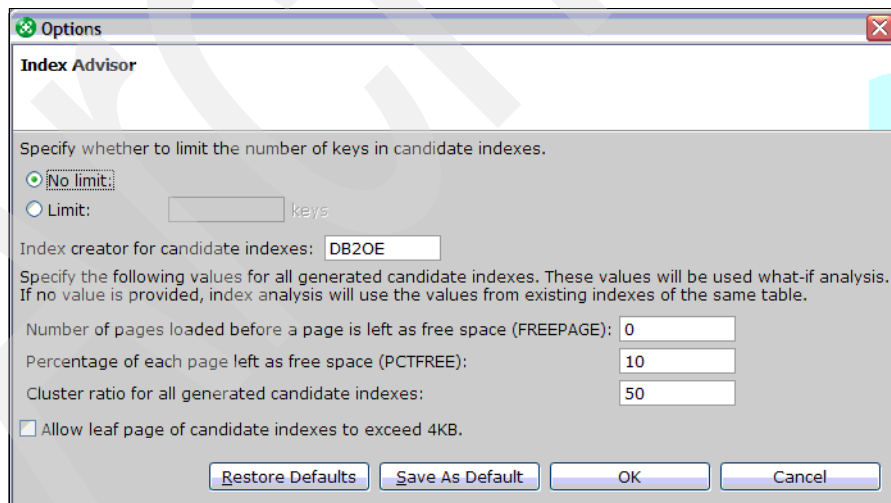 Options
Index Advisor
Specify whether to limit the number of keys in candidate indexes.
No limit:
Limit: keys
Index creator for candidate indexes: DB2OE
Specify the following values for all generated candidate indexes. These values will be used what-if analysis.
If no value is provided, index analysis will use the values from existing indexes of the same table.
Number of pages loaded before a page is left as free space (FREEPAGE): 0
Percentage of each page left as free space (PCTFREE): 10
Cluster ratio for all generated candidate indexes: 50
Allow leaf page of candidate indexes to exceed 4KB.
Restore Defaults Save As Default OK Cancel